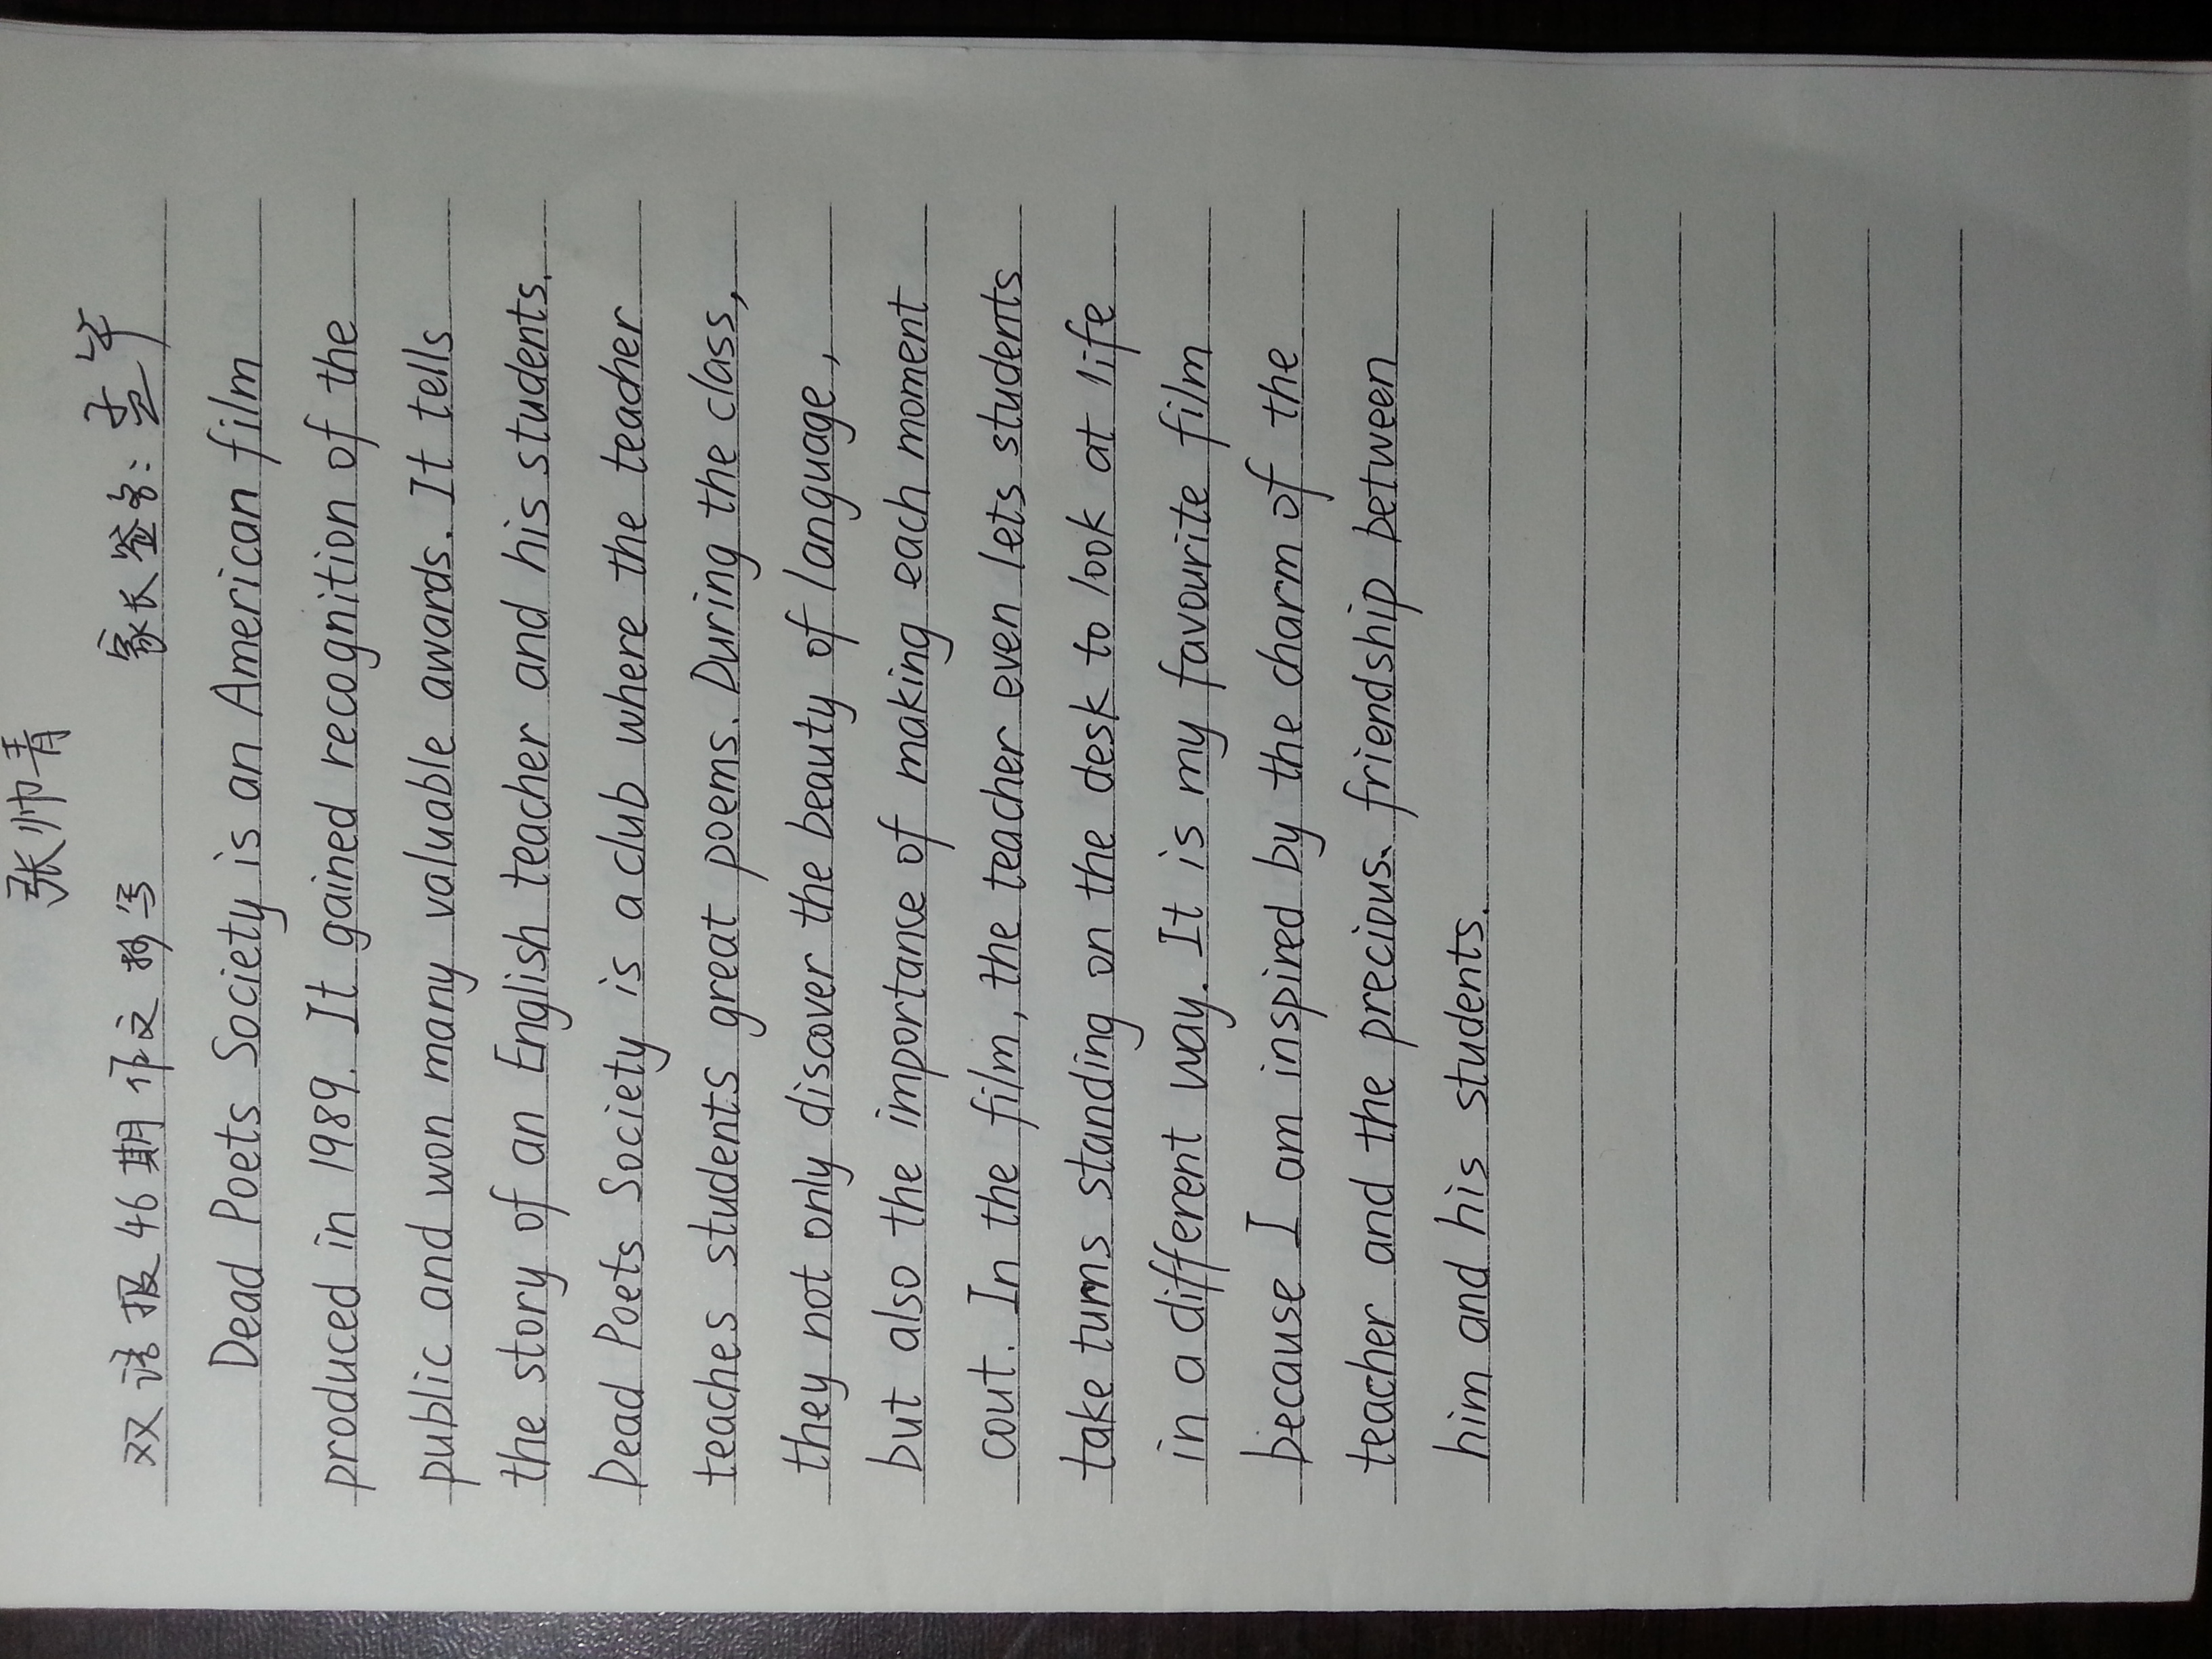 张帅青
双语报46期作文抄写 家长签名: 孟
Dead Poets Society is an American film
produced in 1989. It gained recognition of the
public and won many valuable awards. It tells
the story of an English teacher and his students.
Dead Poets Society is a club where the teacher
teaches students great poems. During the class,
they not only discover the beauty of language,
but also the importance of making each moment
cout. In the film, the teacher even lets students
take turns standing on the desk to look at life
in a different way. It is my favourite film
because I am inspired by the charm of the
teacher and the precious、friendship between
him and his students.